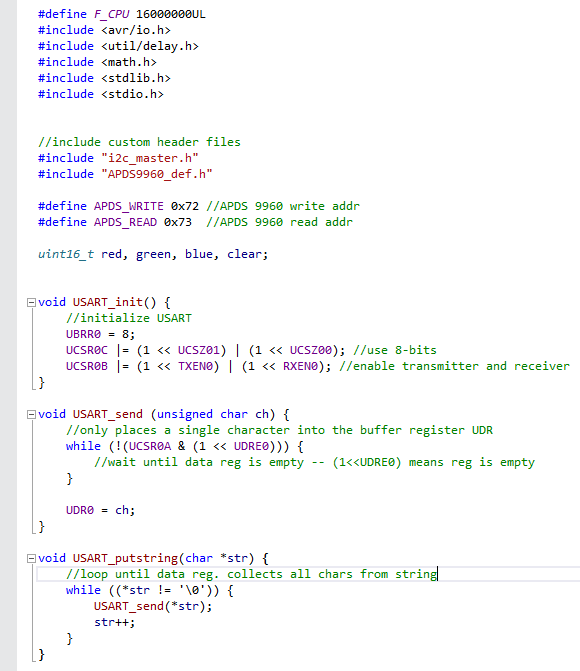 #define F_CPU 16000000UL
#include <avr/io.h>
#include <util/delay.h>
#include <math.h>
#include <stdlib.h>
#include <stdio.h>
//include custom header files
#include "i2c_master.h"
#include "APDS9960_def.h"
#define APDS_WRITE 0x72 //APDS 9960 write addr
#define APDS_READ 0x73  //APDS 9960 read addr
uint16_t red, green, blue, clear;
void USART_init() {
    //initialize USART
    UBRR0 = 8;
    UCSR0C |= (1 << UCSZ01) | (1 << UCSZ00); //use 8-bits
    UCSR0B |= (1 << TXEN0) | (1 << RXEN0); //enable transmitter and receiver
}
void USART_send (unsigned char ch) {
    //only places a single character into the buffer register UDR
    while (!(UCSR0A & (1 << UDRE0))) {
        //wait until data reg is empty -- (1<<UDRE0) means reg is empty
    }
    UDR0 = ch;
}
void USART_putstring(char *str) {
    //loop until data reg. collects all chars from string
    while ((*str != '\0')) {
        USART_send(*str);
        str++;
    }
}